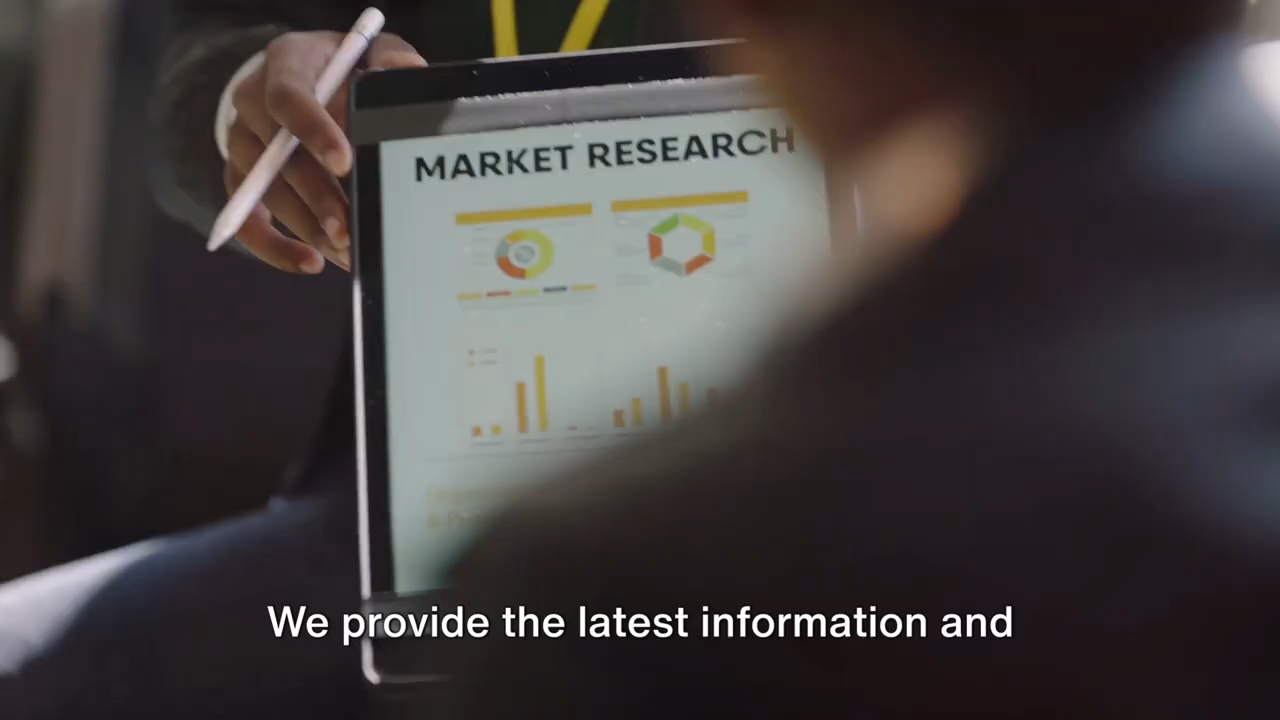 MARKET RESEARCH
We provide the latest information and